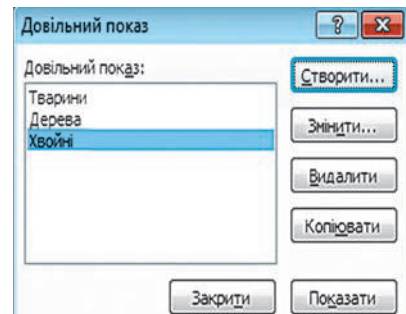 Довільний показ
Довільний показ:
Тварини
Дерева
Хвойні
Створити...
Змінити...
Видалити
Копіювати
Закрити
Показати